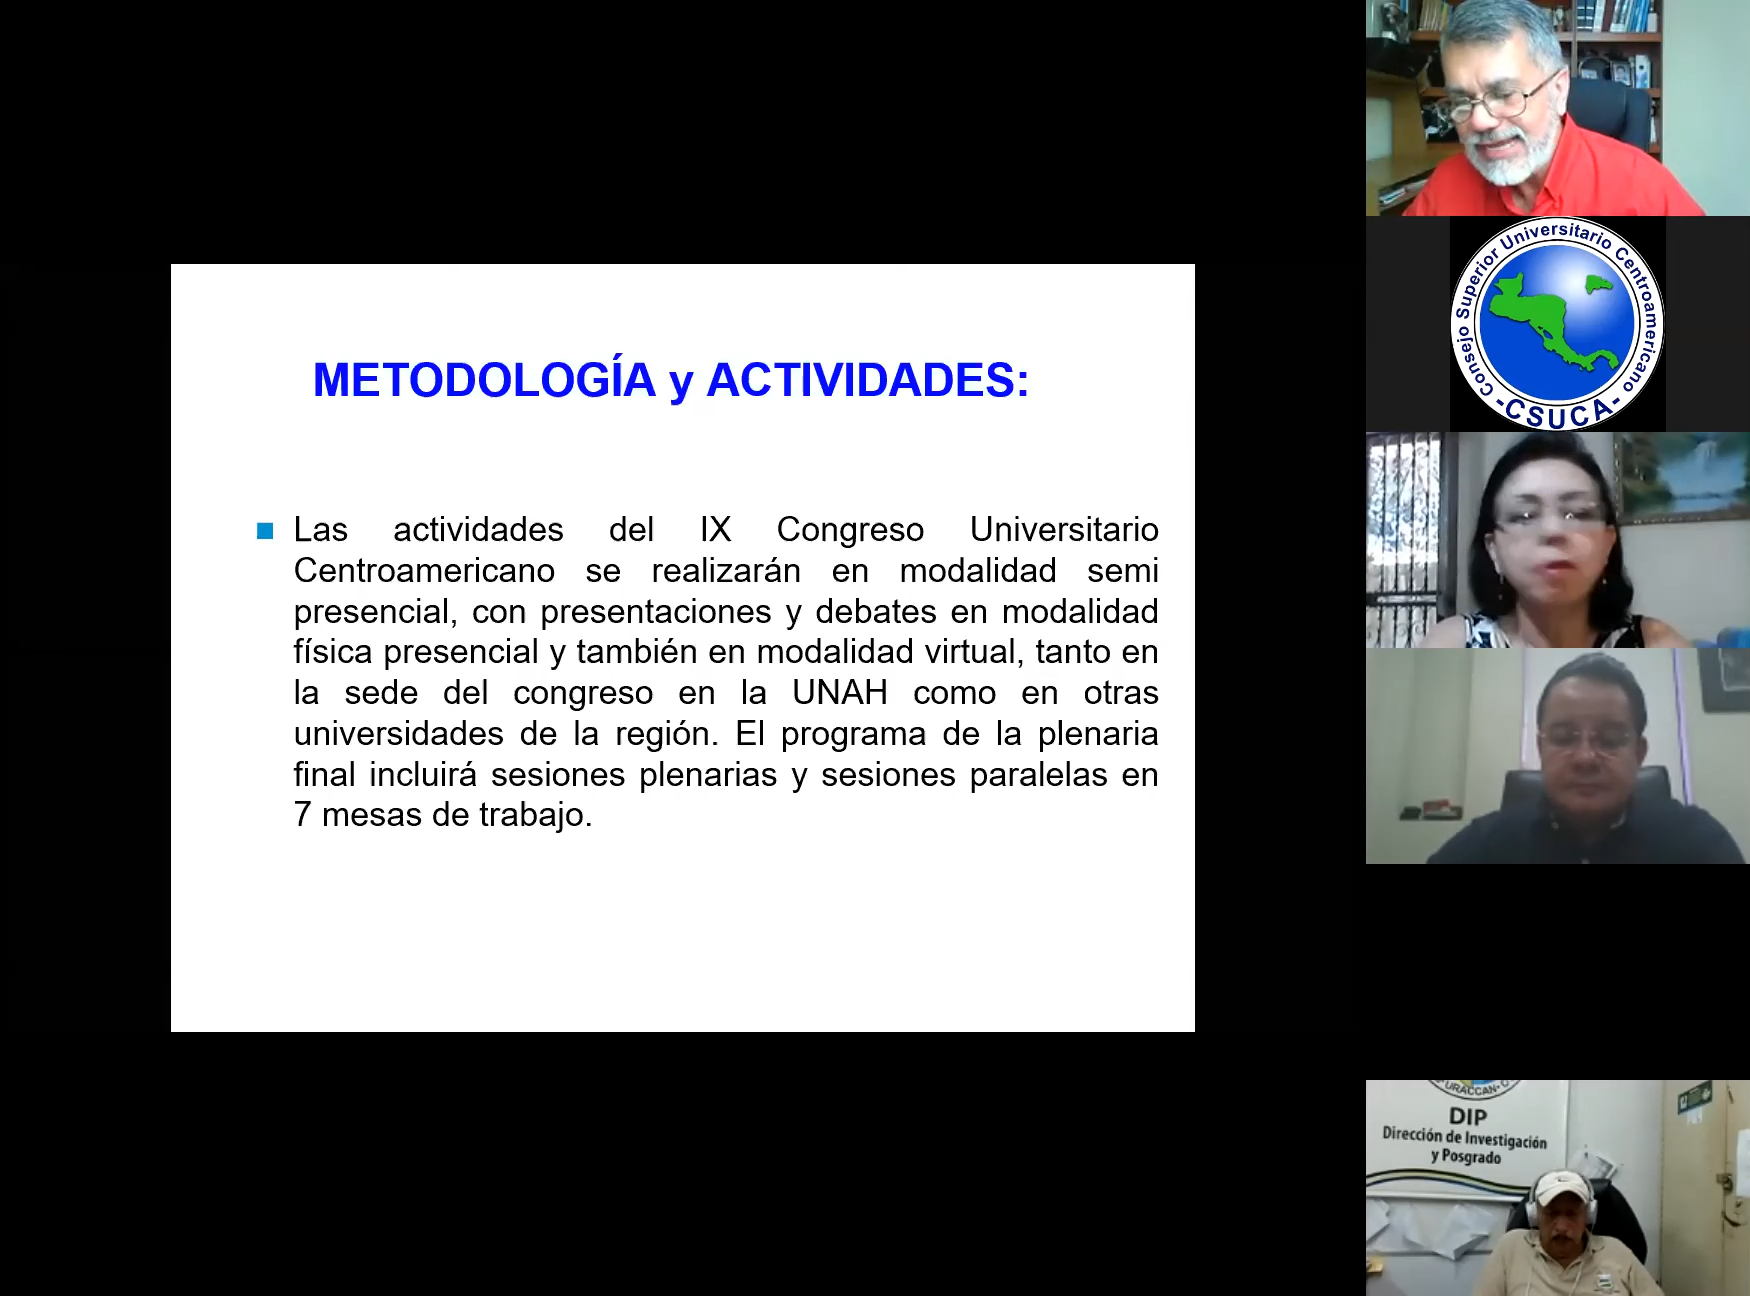 METODOLOGÍA y ACTIVIDADES:
Las actividades del IX Congreso Universitario
Centroamericano se realizarán en modalidad semi
presencial, con presentaciones y debates en modalidad
física presencial y también en modalidad virtual, tanto en
la sede del congreso en la UNAH como en otras
universidades de la región. El programa de la plenaria
final incluirá sesiones plenarias y sesiones paralelas en
7 mesas de trabajo.
Consejo Superior Universitario Centroamericano
-CSUCA-
URACCAN
DIP
Dirección de Investigación
y Posgrado